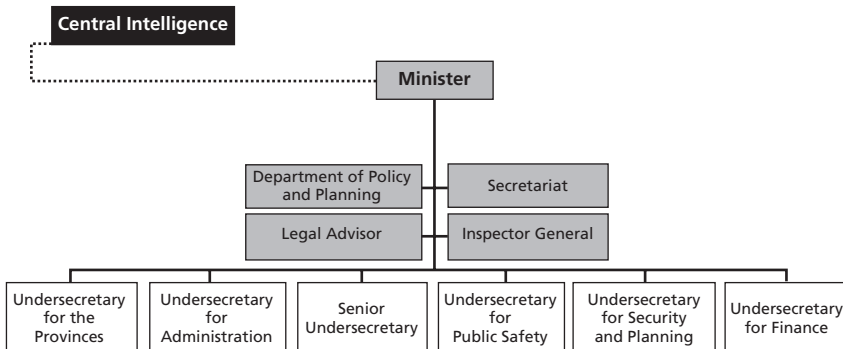 Central Intelligence
Minister
Department of Policy
and Planning
Secretariat
Legal Advisor
Inspector General
Undersecretary
for the
Provinces
Undersecretary
for
Administration
Senior
Undersecretary
Undersecretary
for
Public Safety
Undersecretary
for Security
and Planning
Undersecretary
for Finance